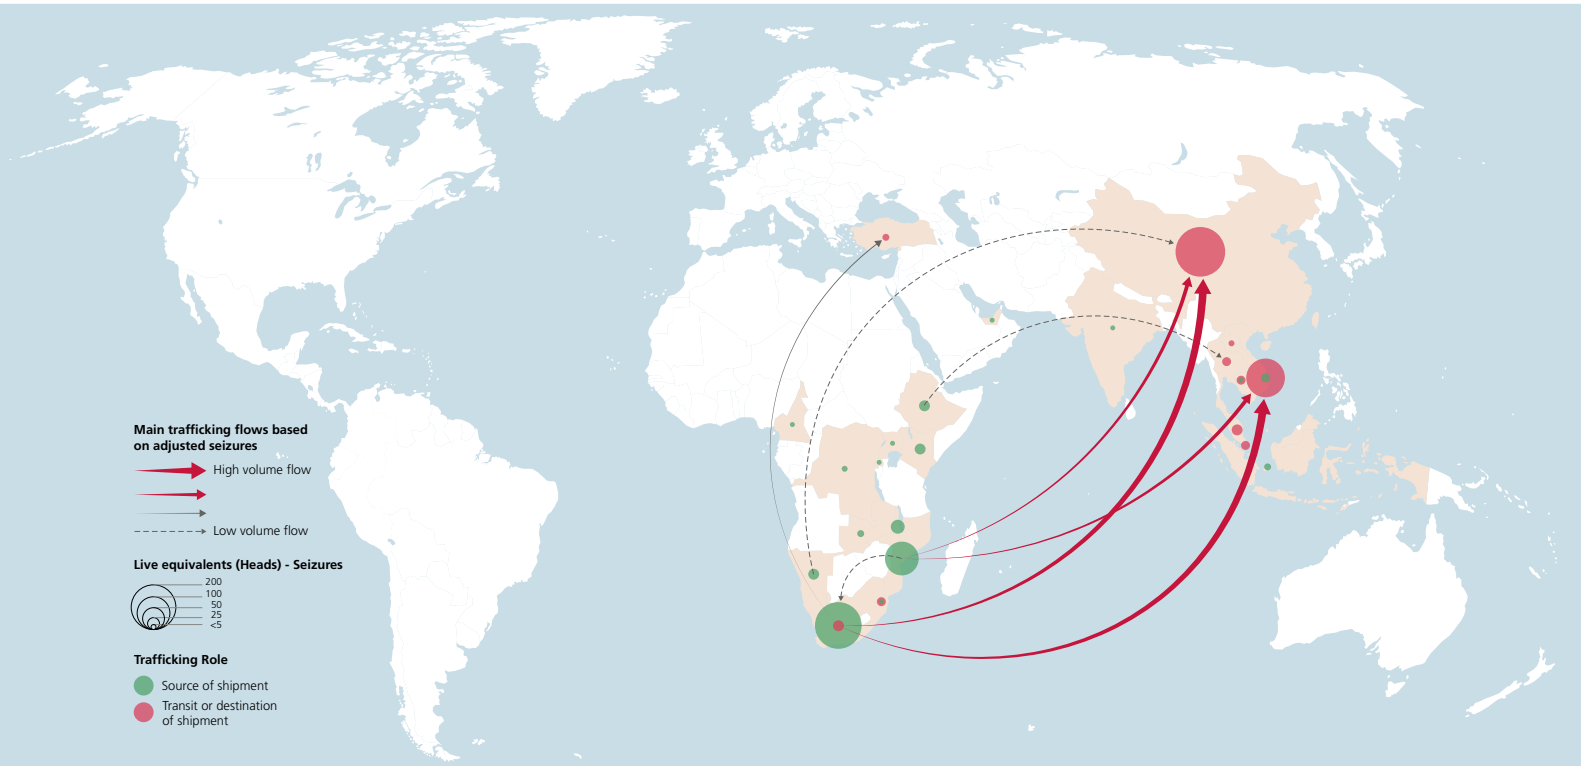 Main trafficking flows based
on adjusted seizures
High volume flow
Low volume flow
Live equivalents (Heads) - Seizures
200
100
50
25
<5
Trafficking Role
Source of shipment
Transit or destination
of shipment